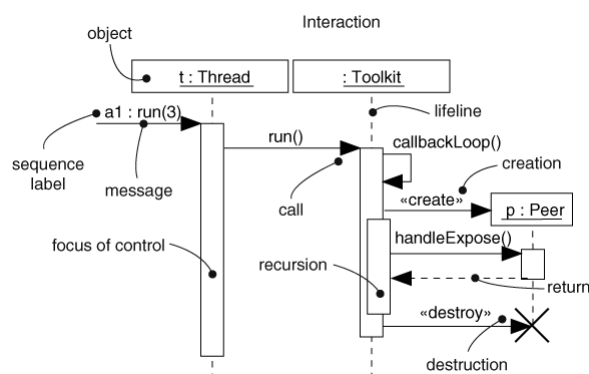 Interaction
object
t : Thread
: Toolkit
lifeline
a1 : run(3)
run()
callbackLoop()
sequence
label
message
call
creation
«create»
p : Peer
focus of control
recursion
handleExpose()
return
«destroy»
destruction